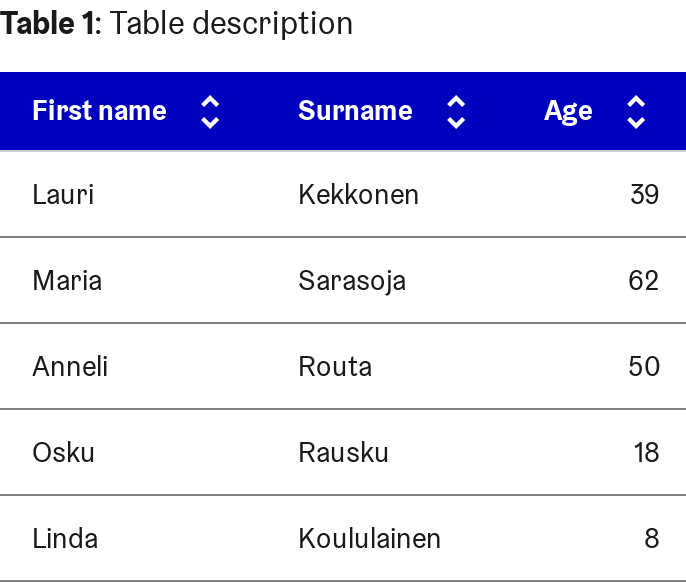 Table 1: Table description
First name Surname Age
Lauri Kekkonen 39
Maria Sarasoja 62
Anneli Routa 50
Osku Rausku 18
Linda Koululainen 8